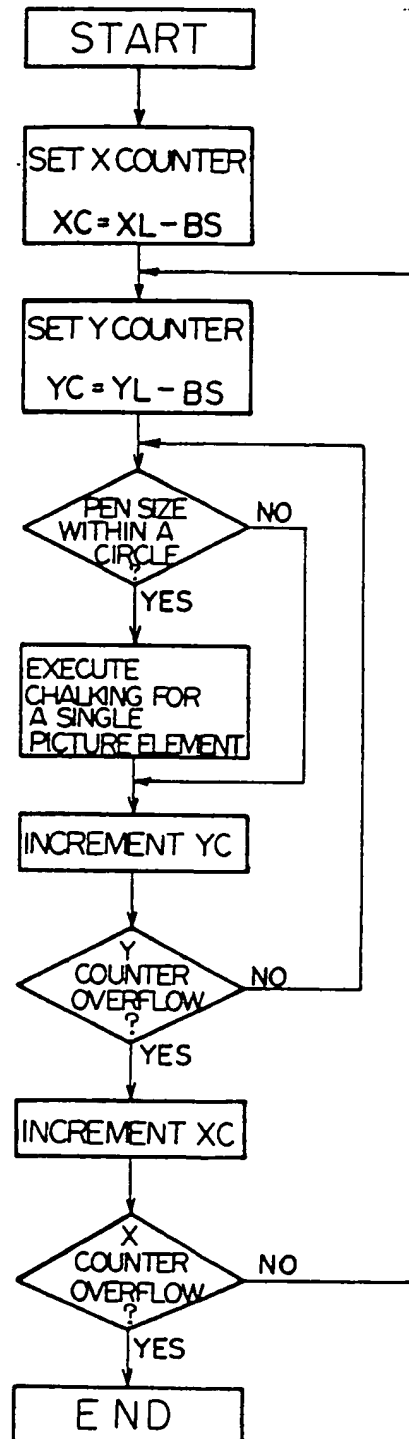 START
SET X COUNTER
XC = XL - BS
SET Y COUNTER
YC = YL - BS
PEN SIZE
WITHIN A
CIRCLE
?
NO
YES
EXECUTE
CHALKING FOR
A SINGLE
PICTURE ELEMENT
INCREMENT YC
Y
COUNTER
OVERFLOW
?
NO
YES
INCREMENT XC
X
COUNTER
OVERFLOW
?
NO
YES
END